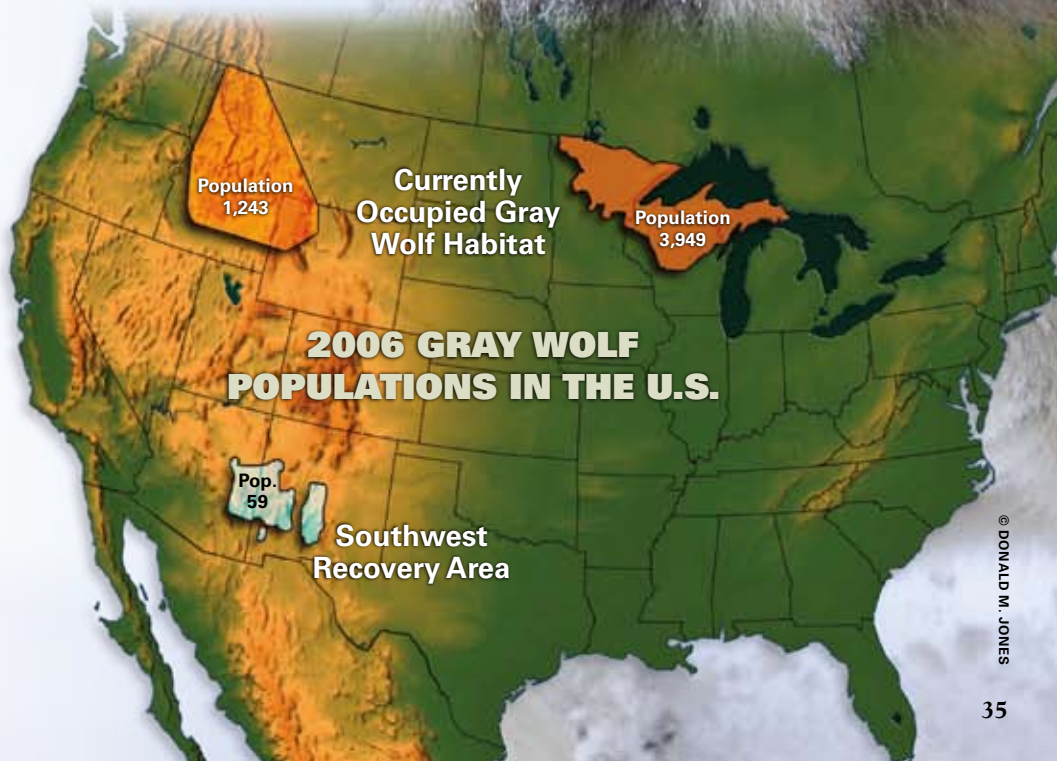 Population
1,243
Currently
Occupied Gray
Wolf Habitat
Population
3,949
2006 GRAY WOLF
POPULATIONS IN THE U.S.
Pop.
59
Southwest
Recovery Area
© DONALD M. JONES
35